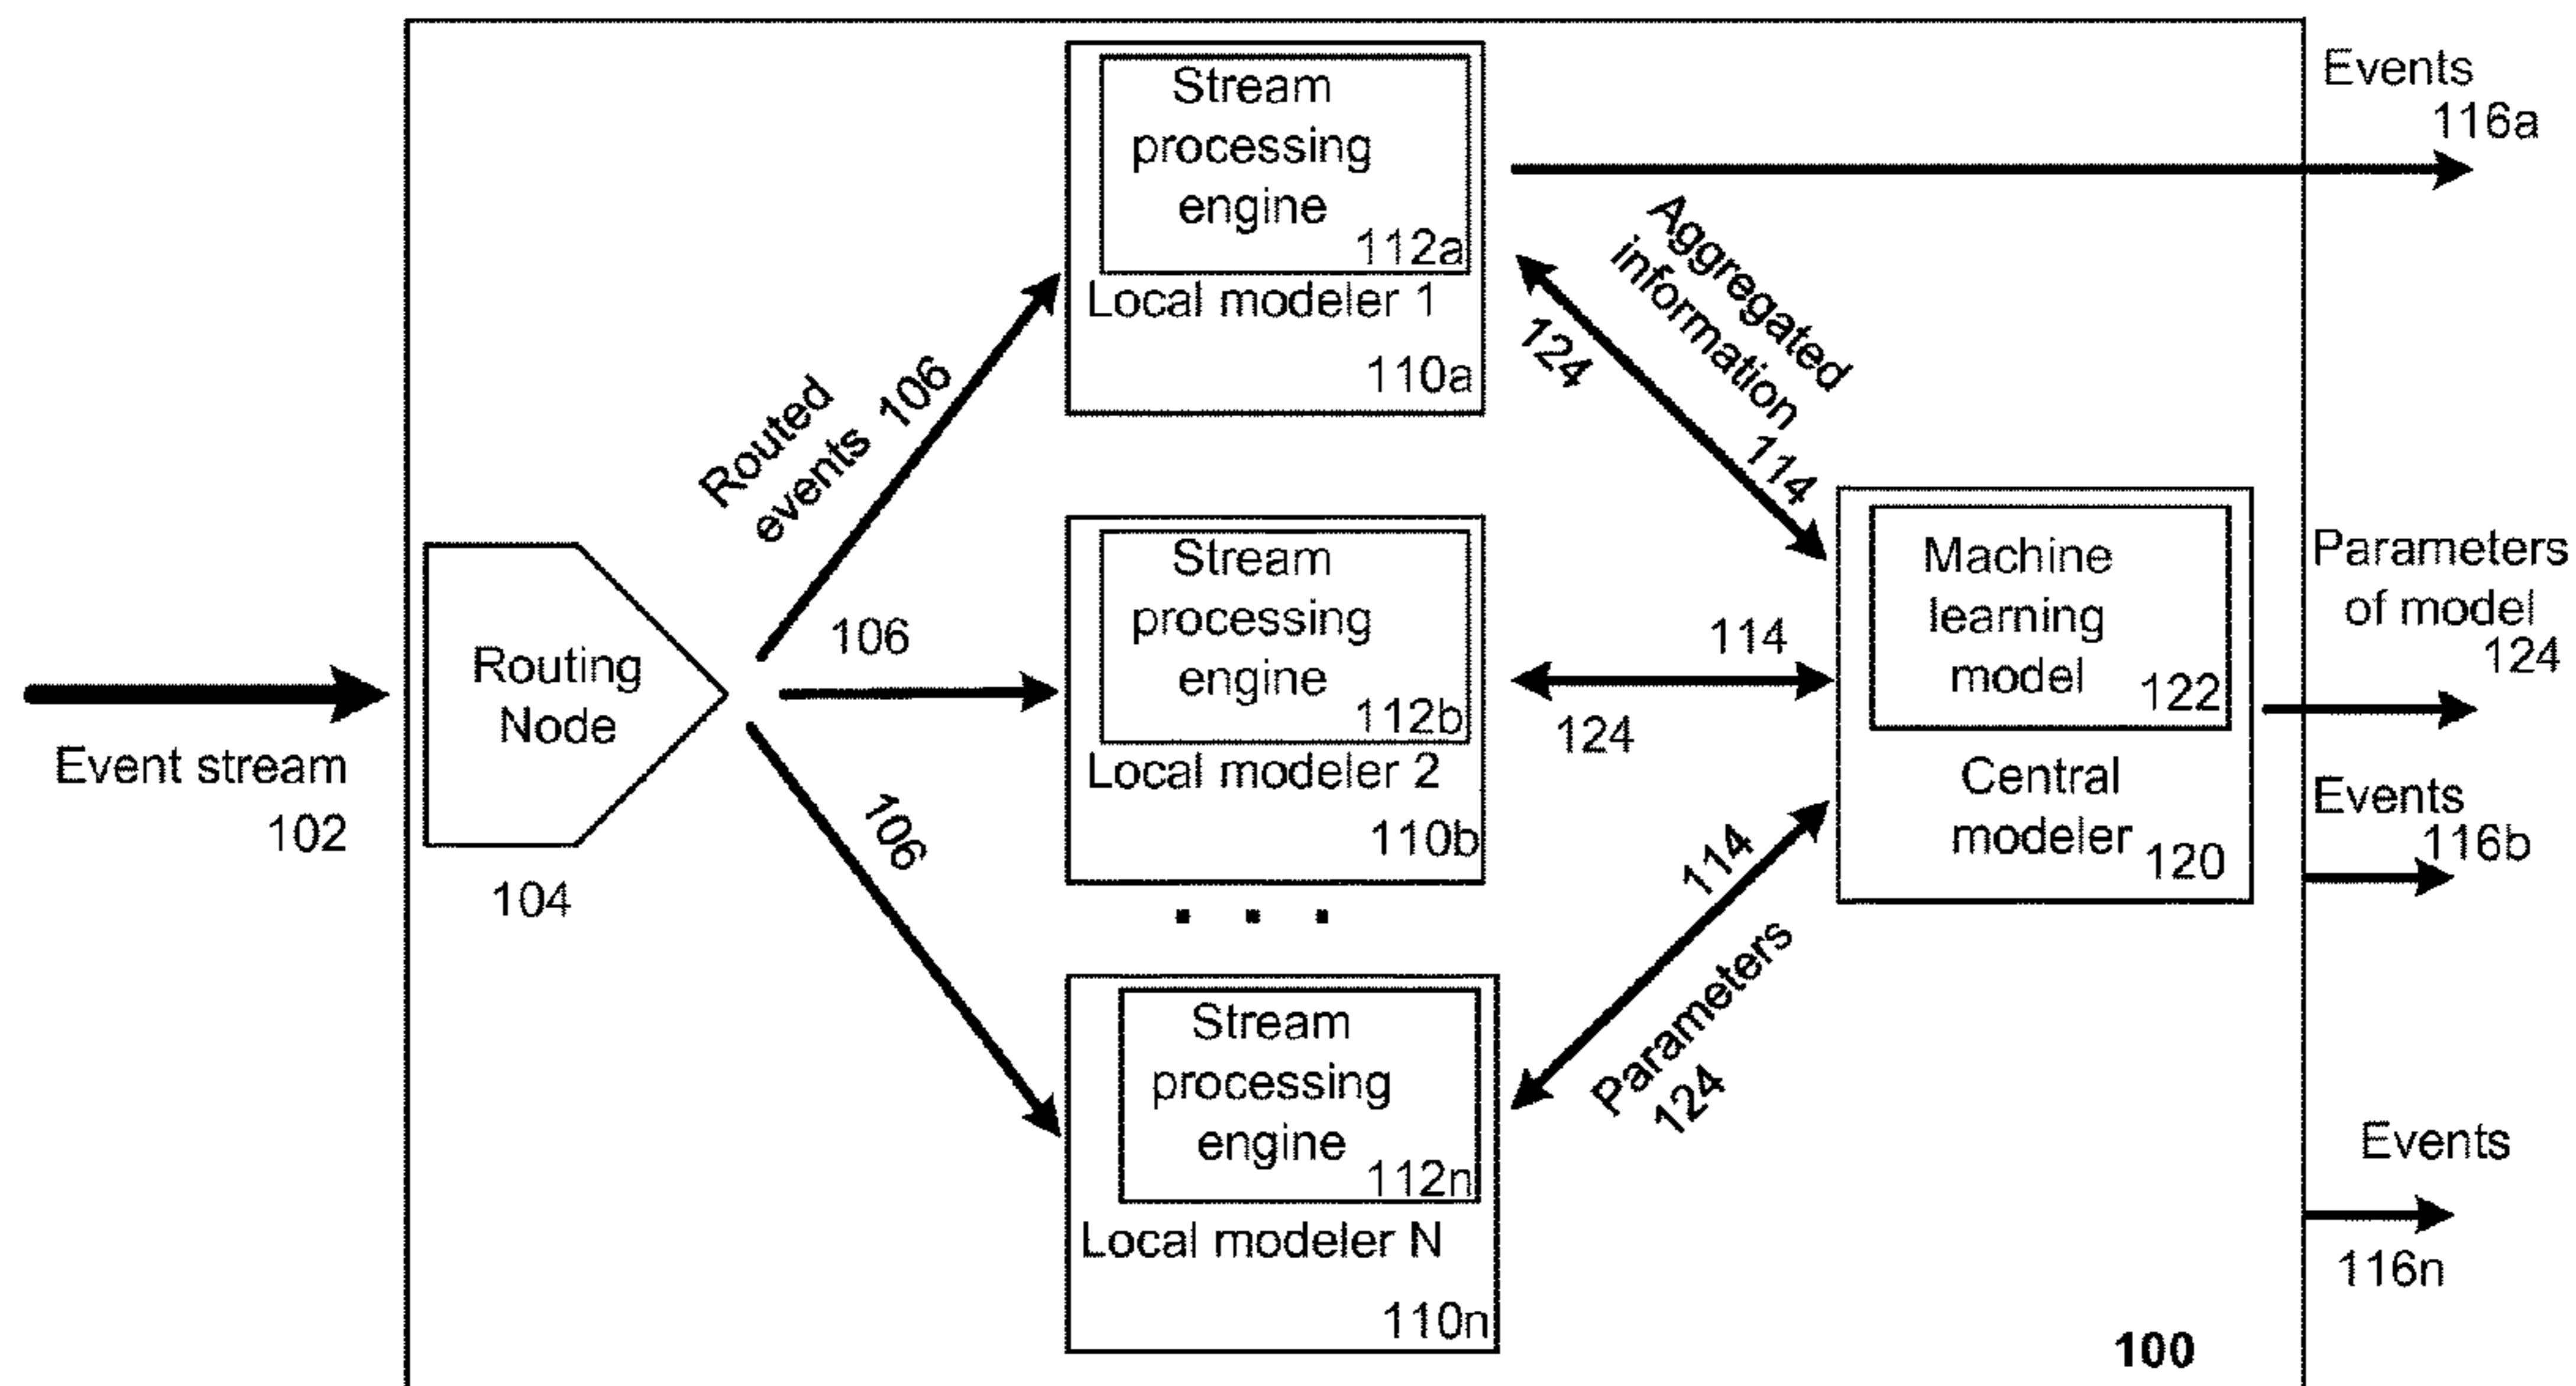 Events
116a
Stream
processing
engine
112a
Local modeler 1
110a
Aggregated
information
114
124
Routed
events 106
Event stream
102
Routing
Node
104
106
Stream
processing
engine
112b
Local modeler 2
110b
114
124
Machine
learning
model
122
Central
modeler
120
Parameters
of model
124
Events
116b
. . .
106
Stream
processing
engine
112n
Local modeler N
110n
114
Parameters
124
Events
116n
100